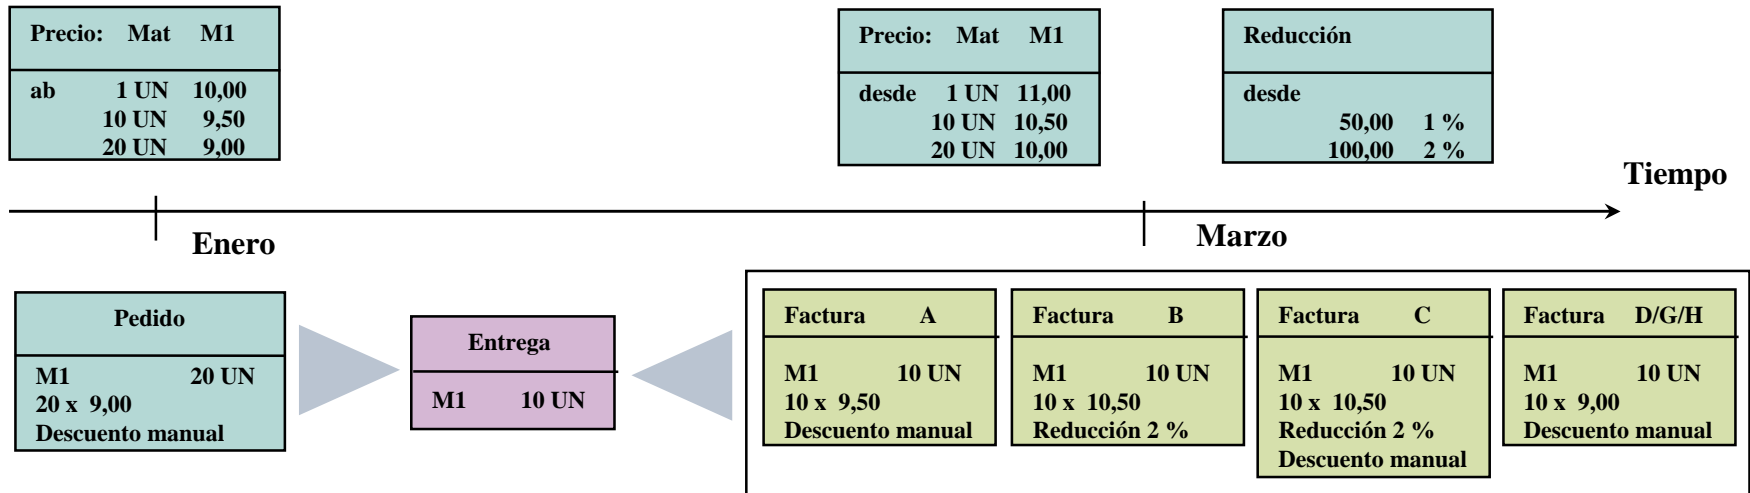 Precio: Mat M1
ab 1 UN 10,00
10 UN 9,50
20 UN 9,00
Precio: Mat M1
desde 1 UN 11,00
10 UN 10,50
20 UN 10,00
Reducción
desde
50,00 1 %
100,00 2 %
Tiempo
Enero
Marzo
Pedido
M1 20 UN
20 x 9,00
Descuento manual
Entrega
M1 10 UN
Factura A
M1 10 UN
10 x 9,50
Descuento manual
Factura B
M1 10 UN
10 x 10,50
Reducción 2 %
Factura C
M1 10 UN
10 x 10,50
Reducción 2 %
Descuento manual
Factura D/G/H
M1 10 UN
10 x 9,00
Descuento manual